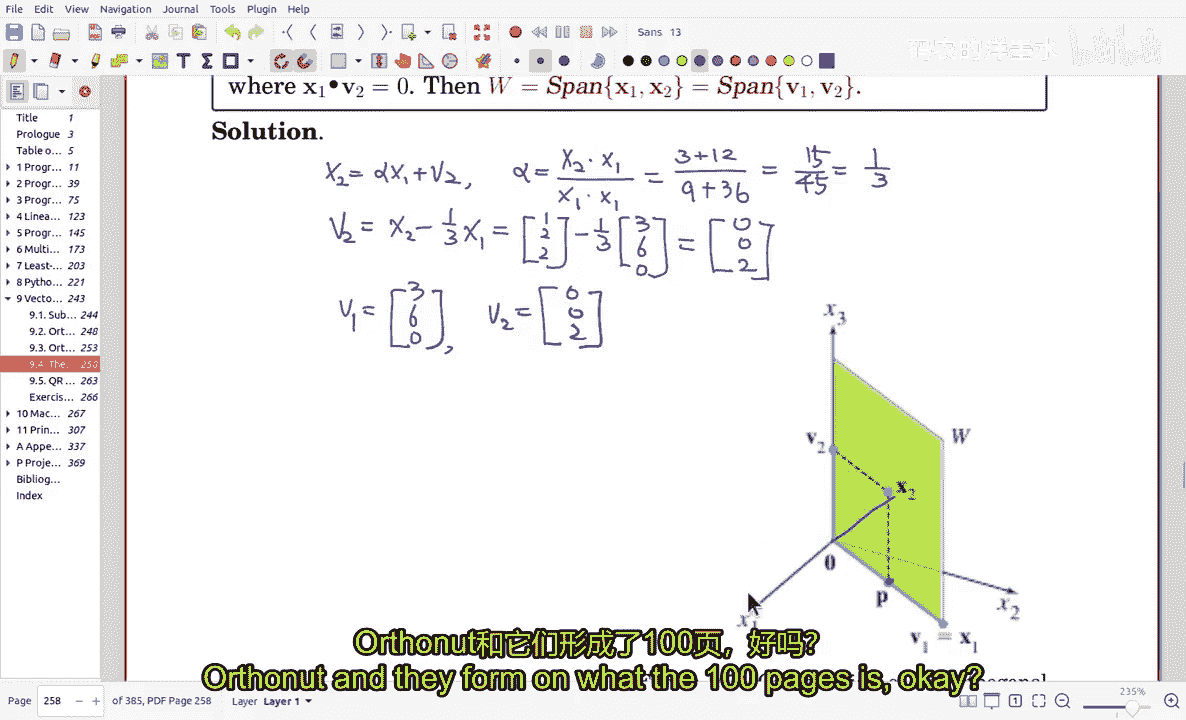 File Edit View Navigation Journal Tools Plugin Help
Sans 13
Title 1
Prologue 3
Table o... 5
1 Progr... 11
2 Progr... 39
3 Progr... 75
4 Linea... 123
5 Progr... 145
6 Multi... 173
7 Least-... 203
8 Pytho... 221
9 Vecto... 243
9.1. Sub... 244
9.2. Ort... 248
9.3. Ort... 253
9.4. The... 258
9.5. QR ... 263
Exercis... 266
10 Mac... 267
11 Prin... 307
A Appe... 337
P Proje... 369
Bibliog...
Index
where x₁•v₂ = 0. Then W = Span{x₁, x₂} = Span{v₁, v₂}.
Solution.
x₂ = αx₁ + v₂, α = (x₂ · x₁)/(x₁ · x₁) = (3+12)/(9+36) = 15/45 = 1/3
v₂ = x₂ − 1/3 x₁ = [1 2 2] − 1/3 [3 6 0] = [0 0 2]
v₁ = [3 6 0], v₂ = [0 0 2]
x₃
W
v₂
x₂
0
p
x₂
x₁
v₁ = x₁
Orthonut和它们形成了100页，好吗？
Orthonut and they form on what the 100 pages is, okay?
Page 258 of 385, PDF Page 258 Layer Layer 1
235%